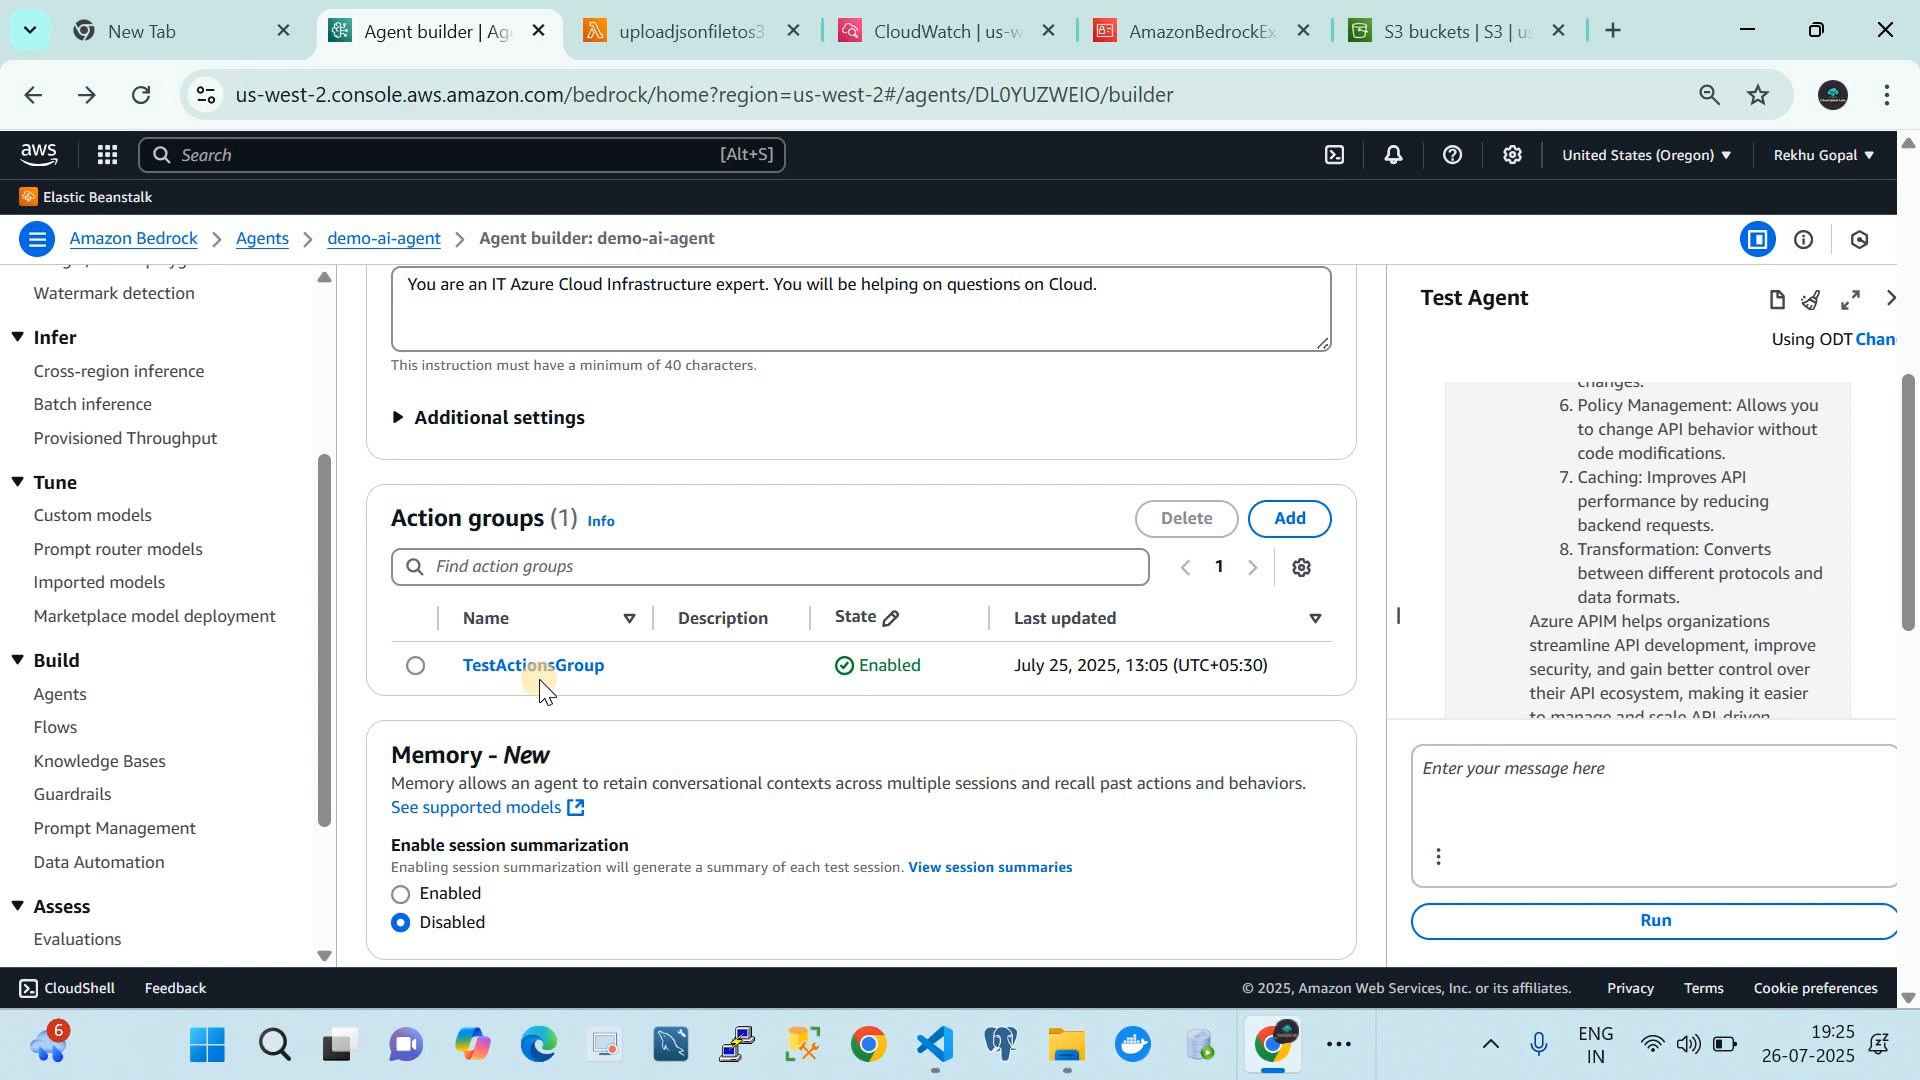 New Tab
Agent builder | Age
uploadjsonfiletos3
CloudWatch | us-w
AmazonBedrockEx
S3 buckets | S3 | us
us-west-2.console.aws.amazon.com/bedrock/home?region=us-west-2#/agents/DL0YUZWEIO/builder
aws
Search
[Alt+S]
United States (Oregon)
Rekhu Gopal
Elastic Beanstalk
Amazon Bedrock
Agents
demo-ai-agent
Agent builder: demo-ai-agent
Watermark detection
Infer
Cross-region inference
Batch inference
Provisioned Throughput
Tune
Custom models
Prompt router models
Imported models
Marketplace model deployment
Build
Agents
Flows
Knowledge Bases
Guardrails
Prompt Management
Data Automation
Assess
Evaluations
You are an IT Azure Cloud Infrastructure expert. You will be helping on questions on Cloud.
This instruction must have a minimum of 40 characters.
Additional settings
Action groups (1) Info
Delete
Add
Find action groups
1
Name
Description
State
Last updated
TestActionsGroup
Enabled
July 25, 2025, 13:05 (UTC+05:30)
Memory - New
Memory allows an agent to retain conversational contexts across multiple sessions and recall past actions and behaviors.
See supported models
Enable session summarization
Enabling session summarization will generate a summary of each test session. View session summaries
Enabled
Disabled
Test Agent
Using ODT Chan
changes.
6. Policy Management: Allows you
to change API behavior without
code modifications.
7. Caching: Improves API
performance by reducing
backend requests.
8. Transformation: Converts
between different protocols and
data formats.
Azure APIM helps organizations
streamline API development, improve
security, and gain better control over
their API ecosystem, making it easier
to manage and scale API-driven
Enter your message here
Run
CloudShell
Feedback
© 2025, Amazon Web Services, Inc. or its affiliates.
Privacy
Terms
Cookie preferences
6
ENG
IN
19:25
26-07-2025